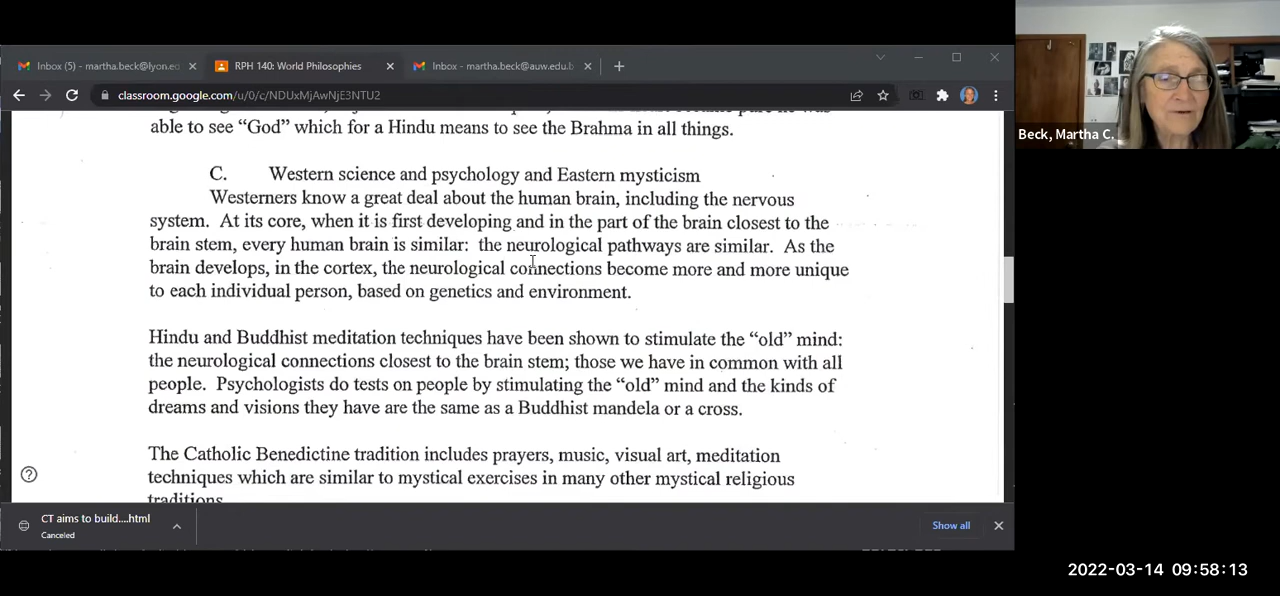 Inbox (5) - martha.beck@lyon.ec
RPH 140: World Philosophies
Inbox - martha.beck@auw.edu.b
classroom.google.com/u/0/c/NDUxMjAwNjE3NTU2
able to see “God” which for a Hindu means to see the Brahma in all things.
C. Western science and psychology and Eastern mysticism
Westerners know a great deal about the human brain, including the nervous
system. At its core, when it is first developing and in the part of the brain closest to the
brain stem, every human brain is similar: the neurological pathways are similar. As the
brain develops, in the cortex, the neurological connections become more and more unique
to each individual person, based on genetics and environment.
Hindu and Buddhist meditation techniques have been shown to stimulate the “old” mind:
the neurological connections closest to the brain stem; those we have in common with all
people. Psychologists do tests on people by stimulating the “old” mind and the kinds of
dreams and visions they have are the same as a Buddhist mandela or a cross.
The Catholic Benedictine tradition includes prayers, music, visual art, meditation
techniques which are similar to mystical exercises in many other mystical religious
traditions.
CT aims to build....html
Canceled
Show all
Beck, Martha C.
2022-03-14 09:58:13